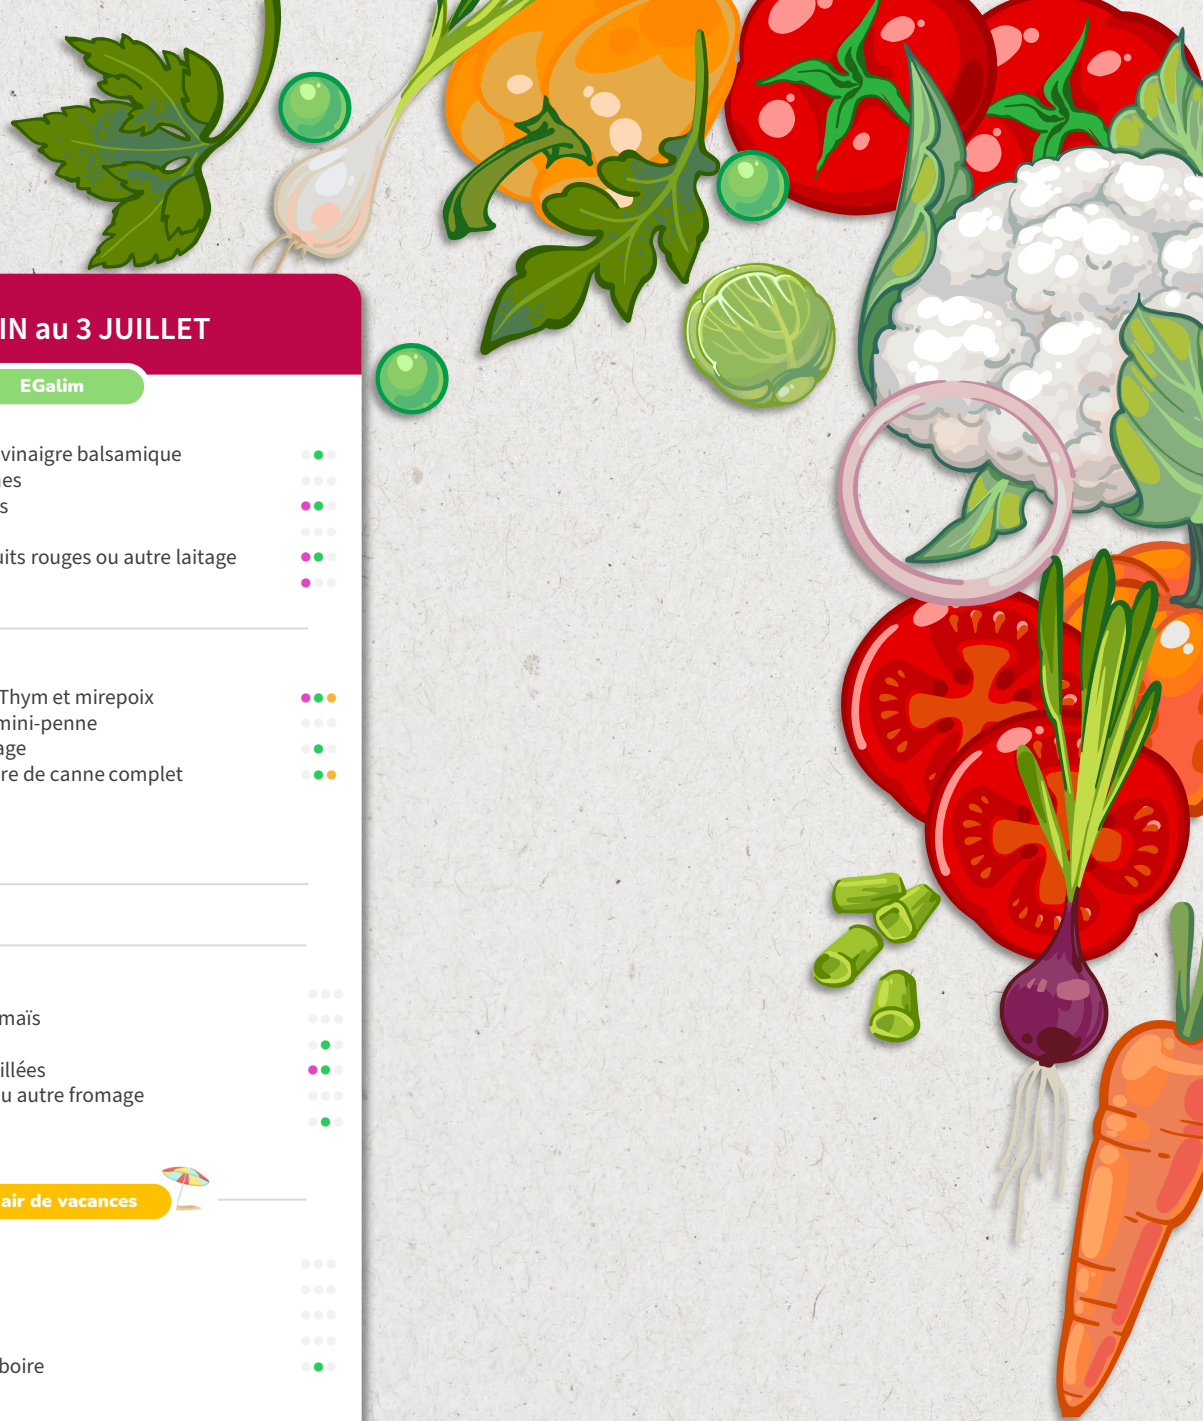 IN au 3 JUILLET
EGalim
vinaigre balsamique
es
s
uits rouges ou autre laitage
Thym et mirepoix
mini-penne
age
re de canne complet
maïs
illées
u autre fromage
air de vacances
boire